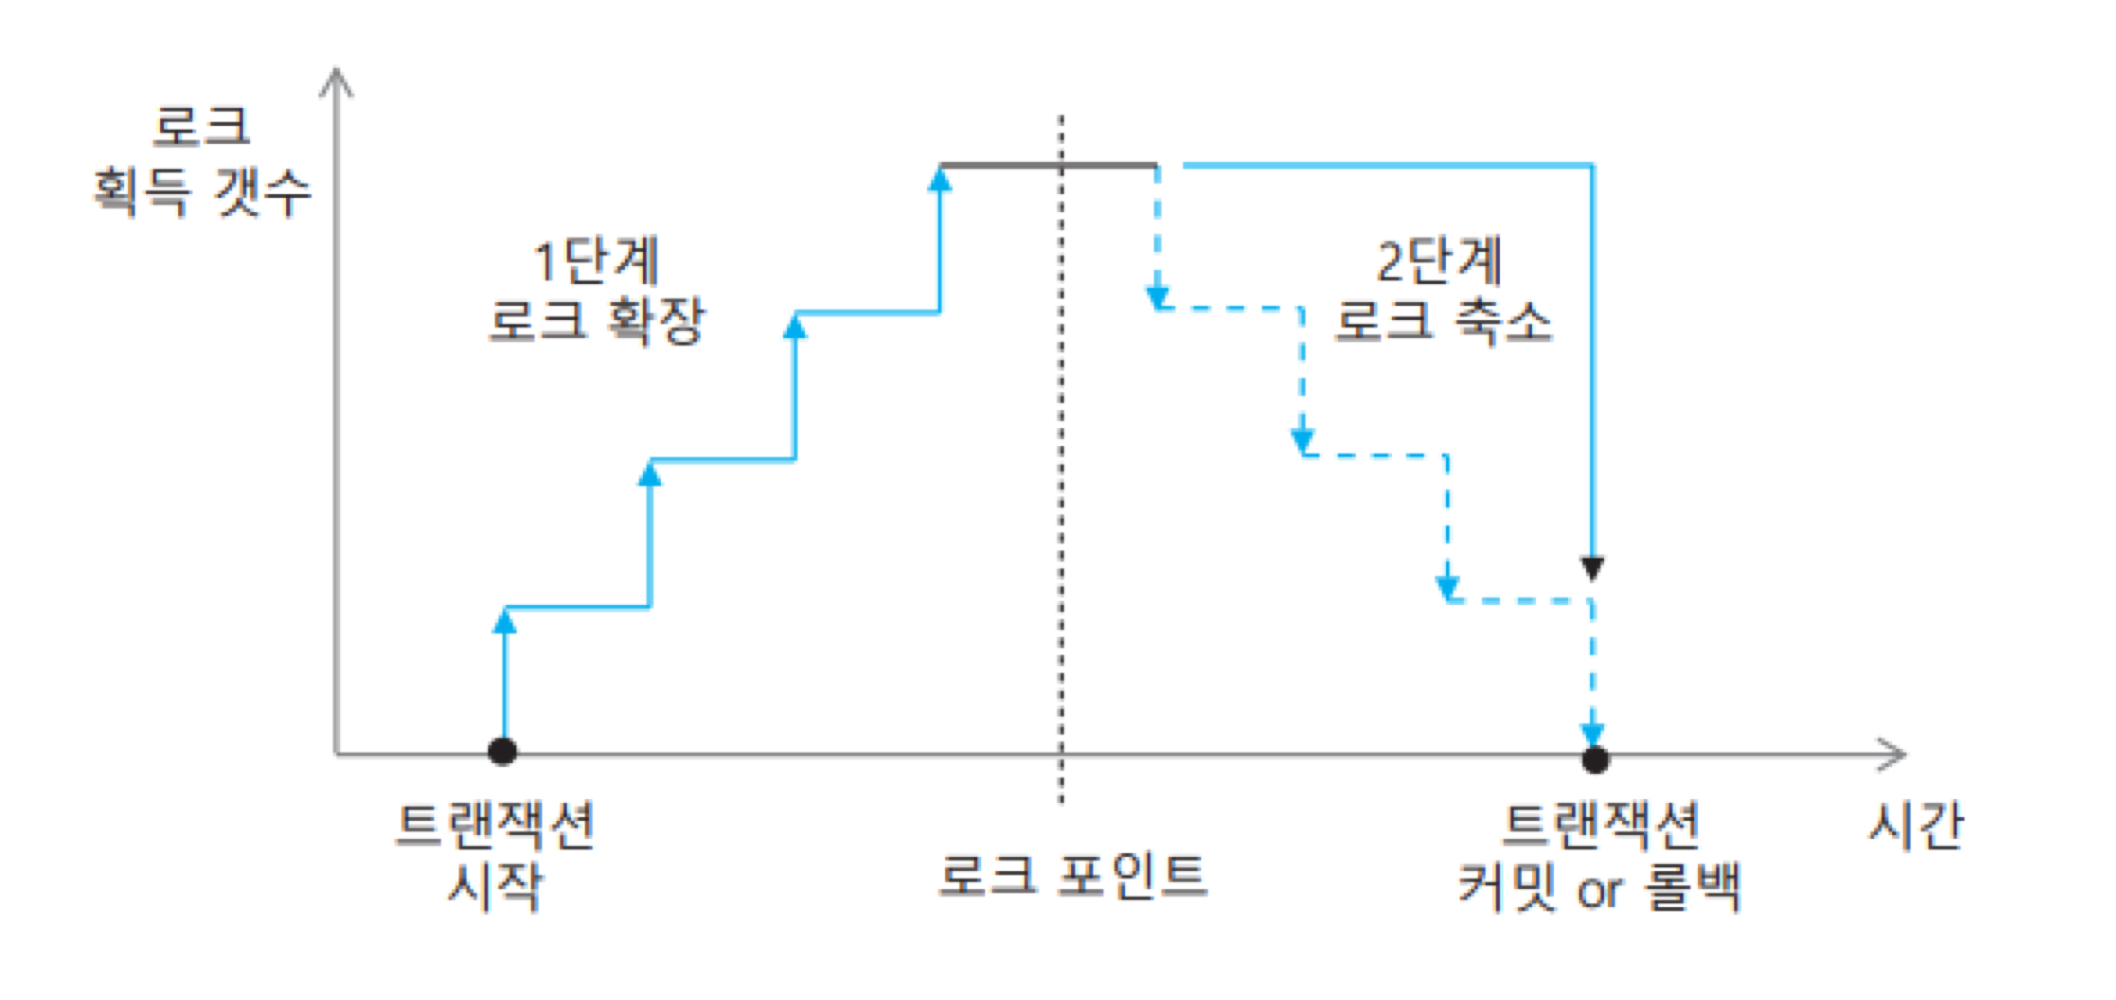 로크
획득 갯수
1단계
로크 확장
2단계
로크 축소
트랜잭션
시작
로크 포인트
트랜잭션
커밋 or 롤백
시간